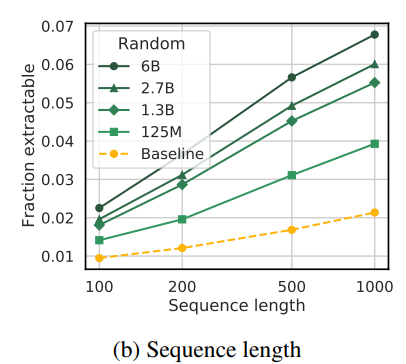 0.07
0.06
0.05
0.04
0.03
0.02
0.01
Fraction extractable
Random
6B
2.7B
1.3B
125M
Baseline
100 200 500 1000
Sequence length
(b) Sequence length